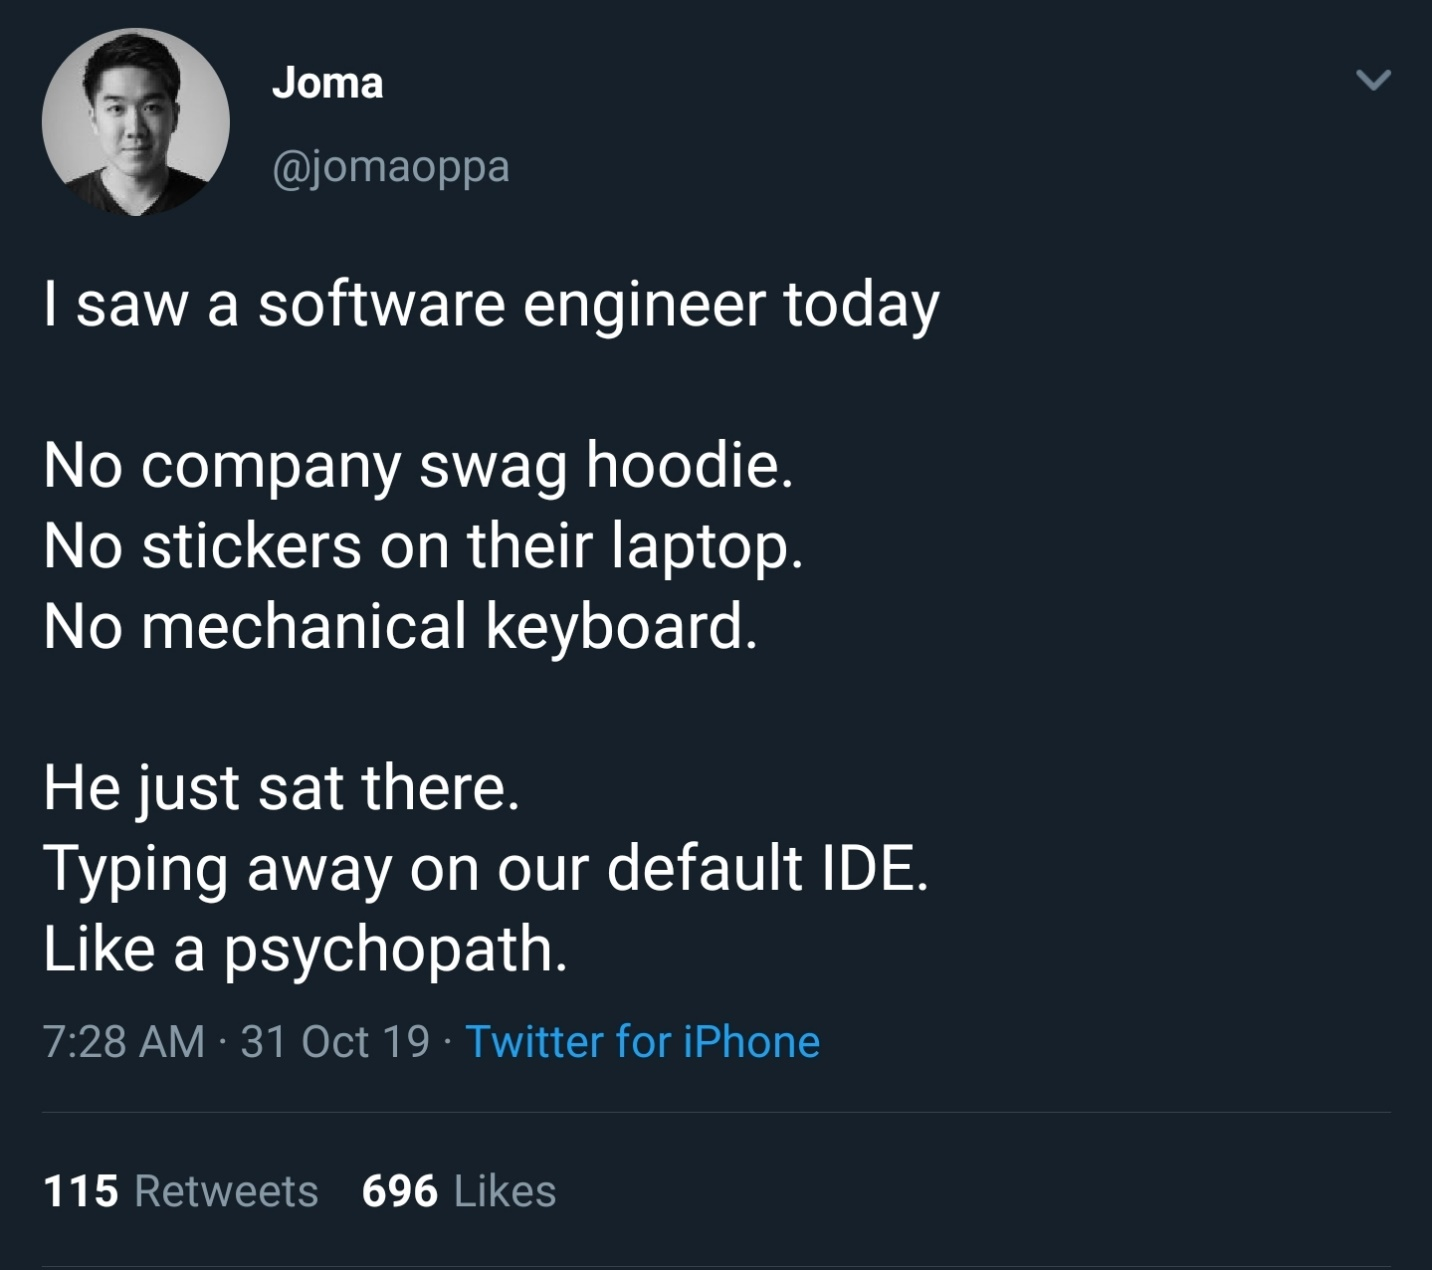 Joma
@jomaoppa
I saw a software engineer today
No company swag hoodie.
No stickers on their laptop.
No mechanical keyboard.
He just sat there.
Typing away on our default IDE.
Like a psychopath.
7:28 AM · 31 Oct 19 · Twitter for iPhone
115 Retweets 696 Likes